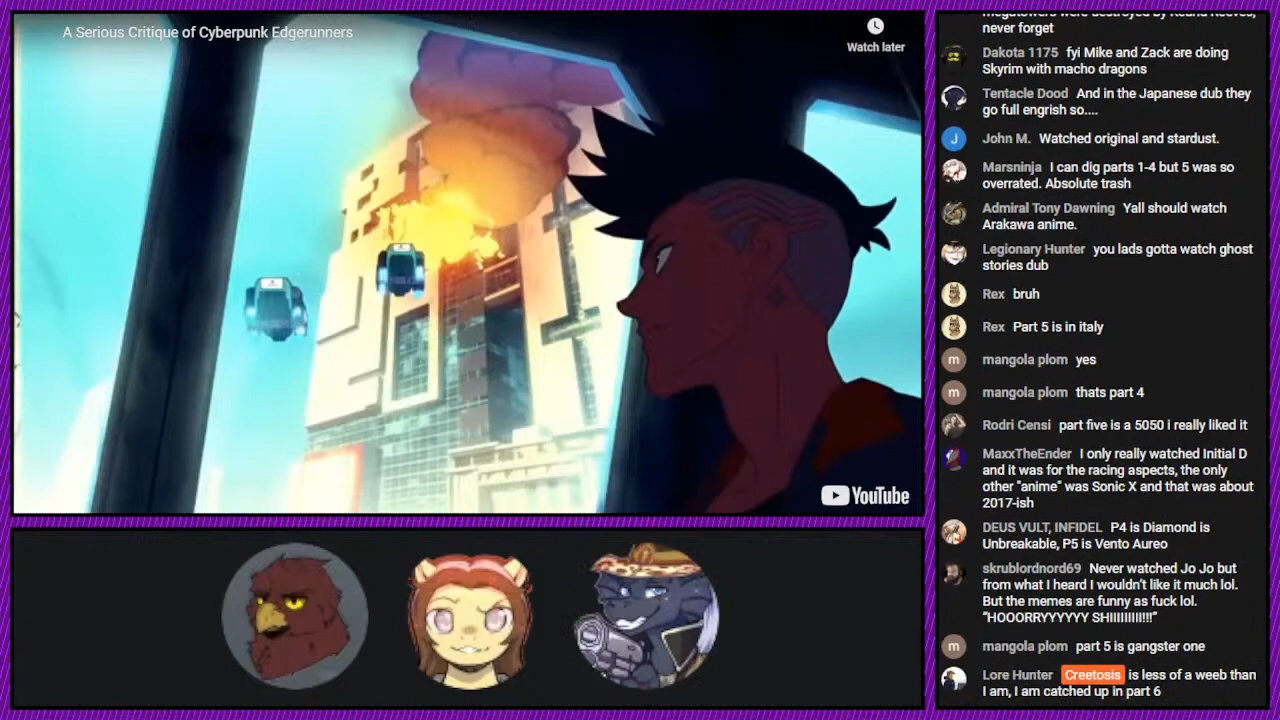 A Serious Critique of Cyberpunk Edgerunners
Watch later
YouTube
never forget
Dakota 1175 fyi Mike and Zack are doing
Skyrim with macho dragons
Tentacle Dood And in the Japanese dub they
go full engrish so....
J John M. Watched original and stardust.
Marsninja I can dig parts 1-4 but 5 was so
overrated. Absolute trash
Admiral Tony Dawning Yall should watch
Arakawa anime.
Legionary Hunter you lads gotta watch ghost
stories dub
Rex bruh
Rex Part 5 is in italy
m mangola plom yes
m mangola plom thats part 4
Rodri Censi part five is a 5050 i really liked it
MaxxTheEnder I only really watched Initial D
and it was for the racing aspects, the only
other "anime" was Sonic X and that was about
2017-ish
DEUS VULT, INFIDEL P4 is Diamond is
Unbreakable, P5 is Vento Aureo
skrublordnord69 Never watched Jo Jo but
from what I heard I wouldn't like it much lol.
But the memes are funny as fuck lol.
"HOOORRYYYYYY SHIIIIIIIII!!!"
m mangola plom part 5 is gangster one
Lore Hunter Creetosis is less of a weeb than
I am, I am catched up in part 6